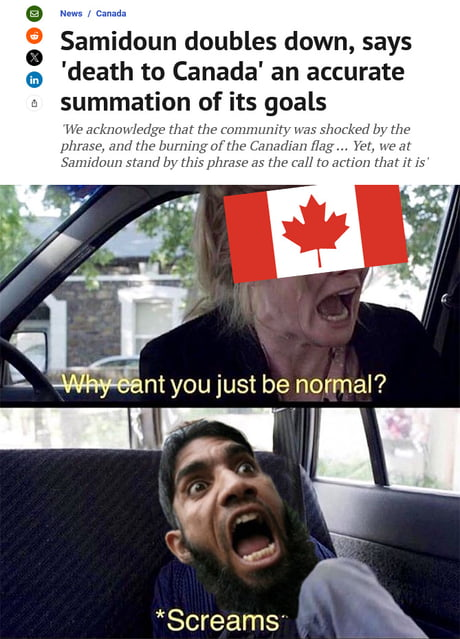 News / Canada
Samidoun doubles down, says
'death to Canada' an accurate
summation of its goals
'We acknowledge that the community was shocked by the
phrase, and the burning of the Canadian flag ... Yet, we at
Samidoun stand by this phrase as the call to action that it is'
Why cant you just be normal?
*Screams*